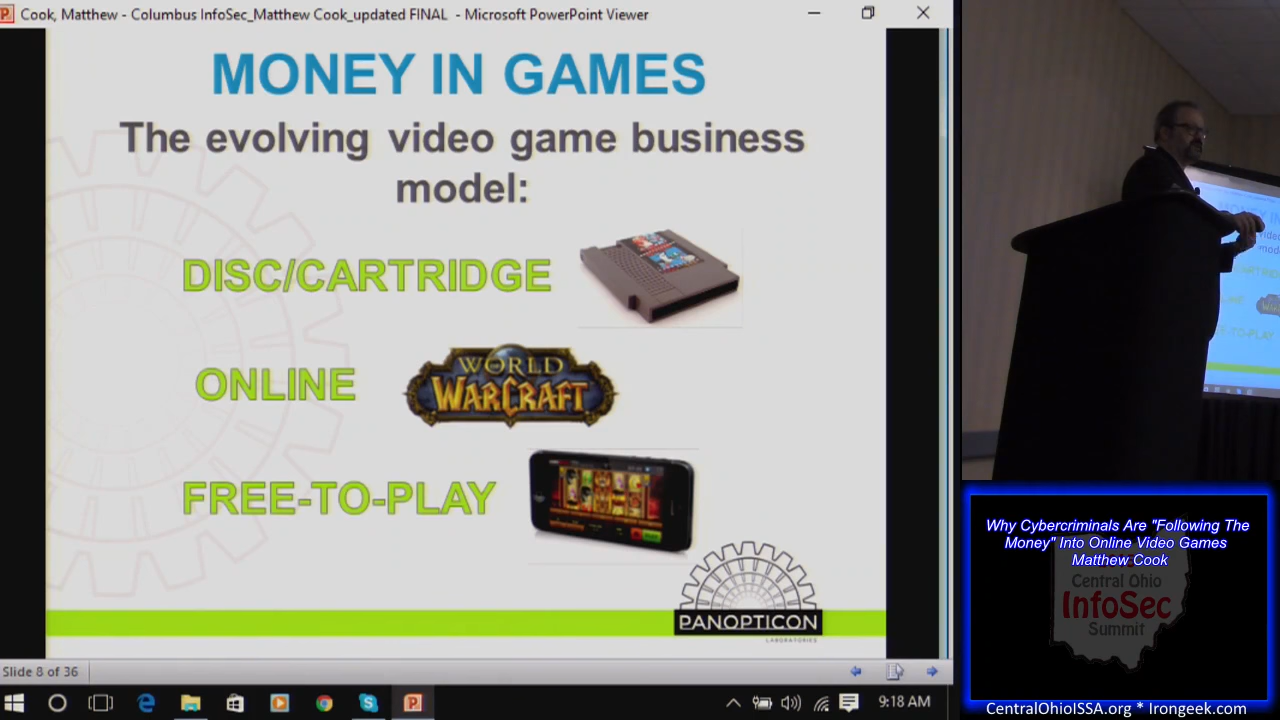 Cook, Matthew - Columbus InfoSec_Matthew Cook_updated FINAL - Microsoft PowerPoint Viewer
MONEY IN GAMES
The evolving video game business
model:
DISC/CARTRIDGE
ONLINE
WORLD
WARCRAFT
FREE-TO-PLAY
PANOPTICON
LABORATORIES
Slide 8 of 36
9:18 AM
Why Cybercriminals Are "Following The
Money" Into Online Video Games
Matthew Cook
Central Ohio
InfoSec
Summit
CentralOhioISSA.org * Irongeek.com